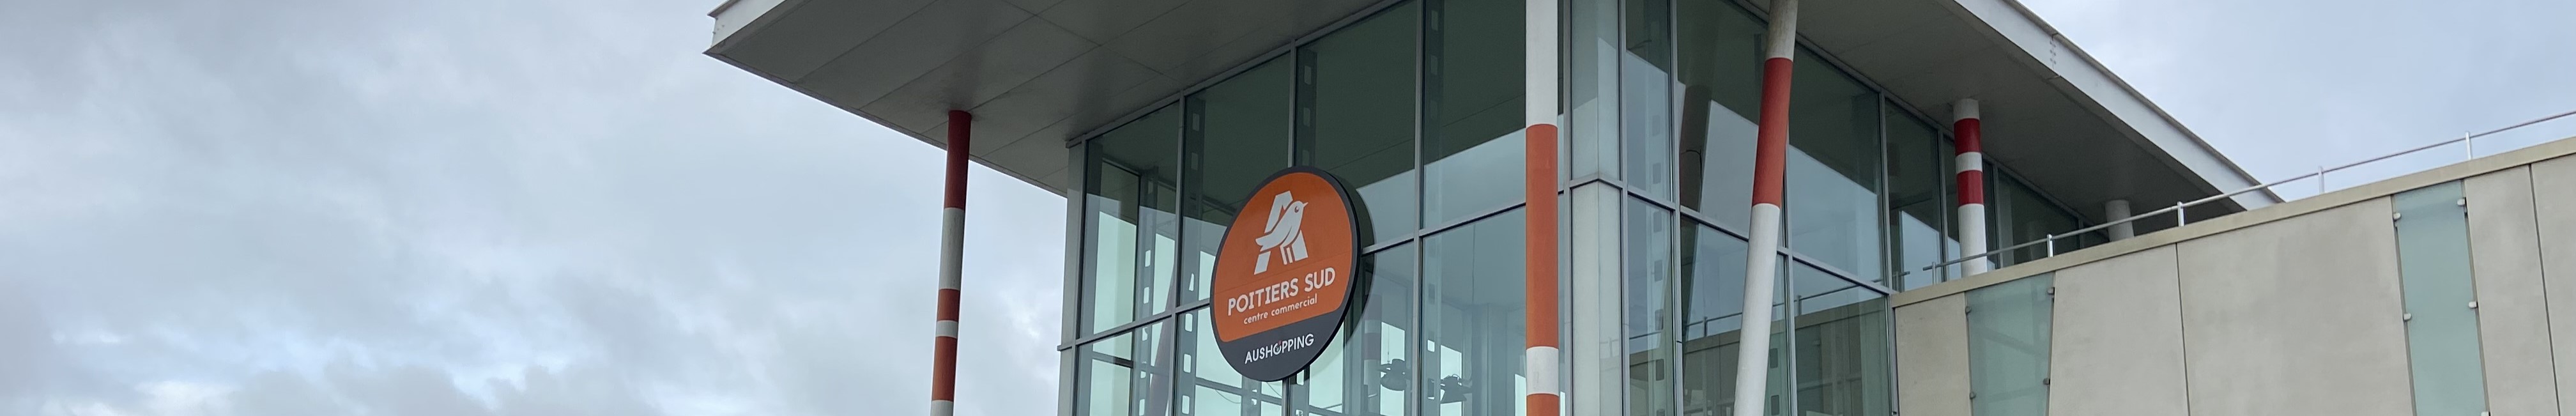 POITIERS SUD
centre commercial
AUSHOPPING